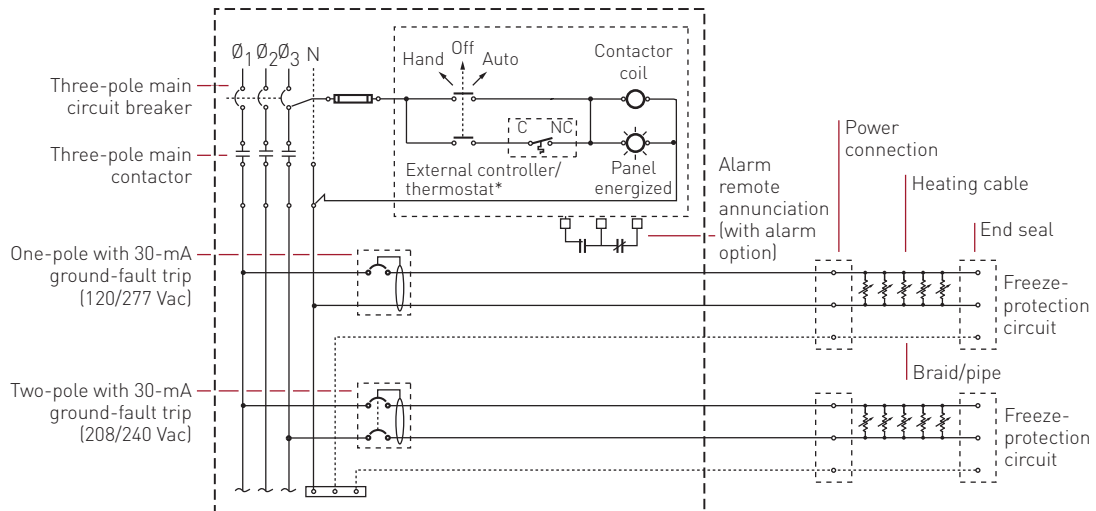 Ø1 Ø2 Ø3 N
Hand
Off
Auto
Contactor
coil
Three-pole main
circuit breaker
Three-pole main
contactor
C NC
External controller/
thermostat*
Panel
energized
Alarm
remote
annunciation
(with alarm
option)
Power
connection
Heating cable
End seal
One-pole with 30-mA
ground-fault trip
(120/277 Vac)
Freeze-
protection
circuit
Braid/pipe
Two-pole with 30-mA
ground-fault trip
(208/240 Vac)
Freeze-
protection
circuit